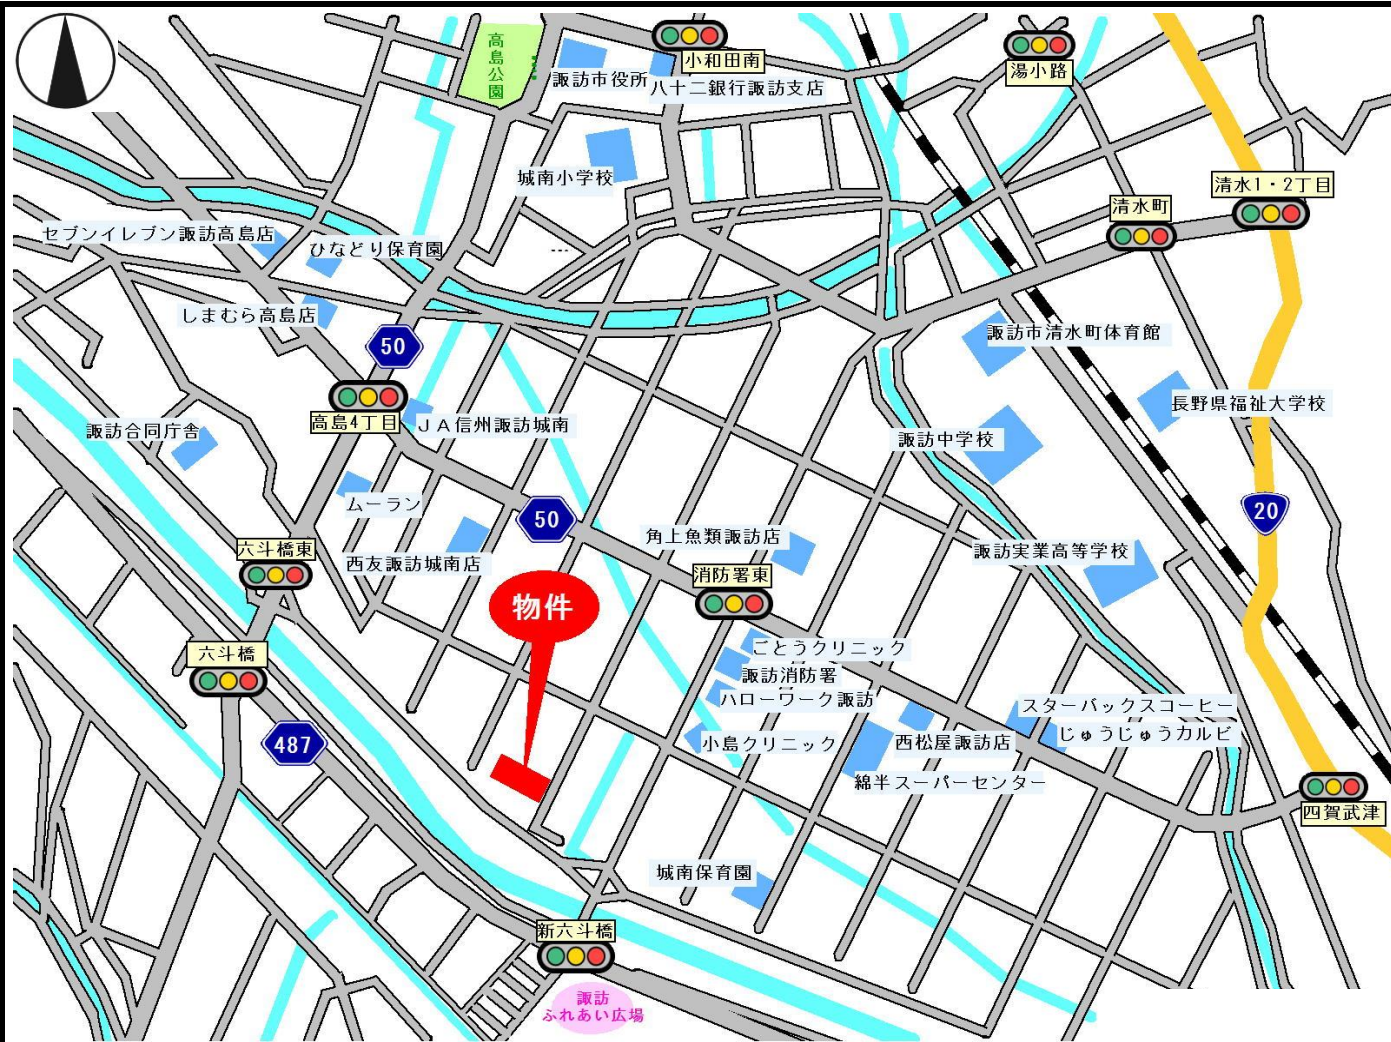 高島公園
諏訪市役所
小和田南
八十二銀行諏訪支店
湯小路
城南小学校
清水1・2丁目
清水町
セブンイレブン諏訪高島店
ひなどり保育園
しまむら高島店
50
諏訪市清水町体育館
長野県福祉大学校
高島4丁目
JA信州諏訪城南
諏訪合同庁舎
諏訪中学校
ムーラン
50
20
西友諏訪城南店
角上魚類諏訪店
諏訪実業高等学校
六斗橋東
消防署東
物件
六斗橋
ごとうクリニック
諏訪消防署
ハローワーク諏訪
スターバックスコーヒー
じゅうじゅうカルビ
487
小島クリニック
西松屋諏訪店
綿半スーパーセンター
四賀武津
城南保育園
新六斗橋
諏訪
ふれあい広場